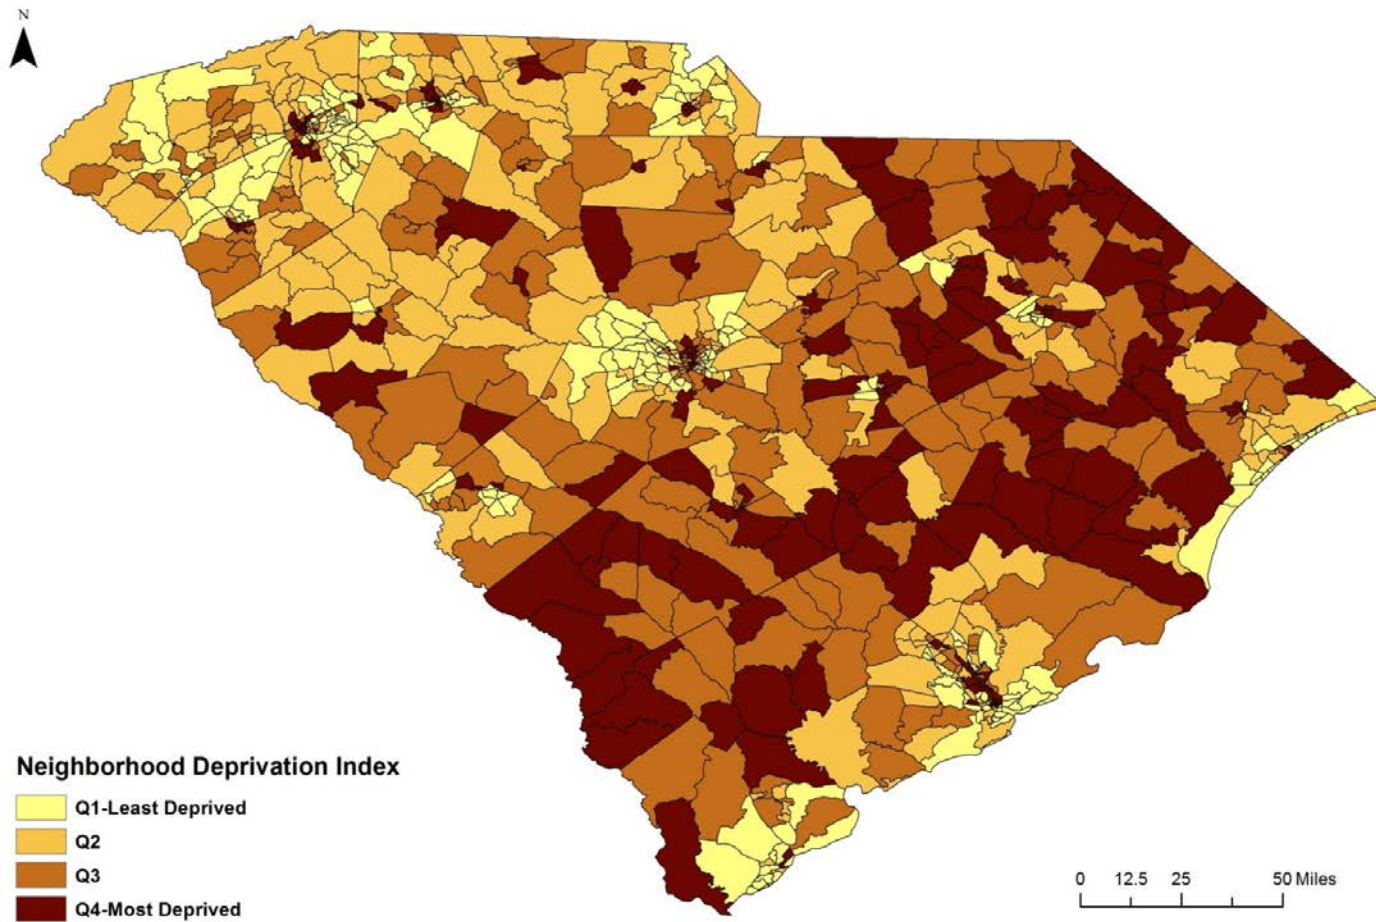 N
Neighborhood Deprivation Index
Q1-Least Deprived
Q2
Q3
Q4-Most Deprived
0 12.5 25 50 Miles